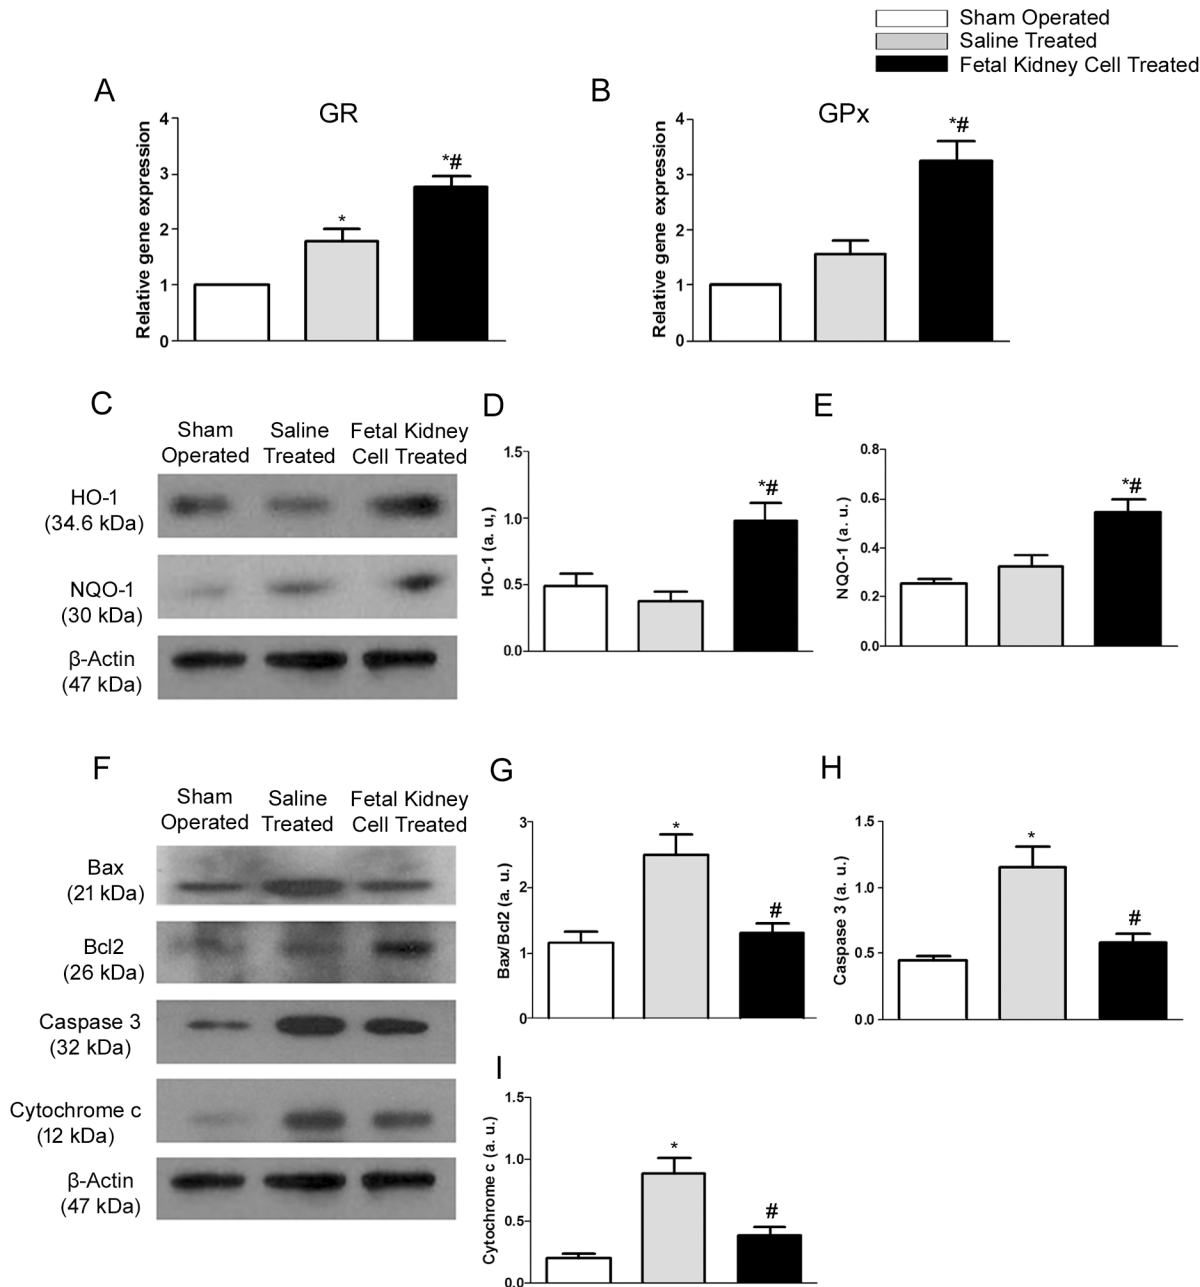 Sham Operated
Saline Treated
Fetal Kidney Cell Treated
A
GR
Relative gene expression
4
3
2
1
0
*
*#
B
GPx
Relative gene expression
4
3
2
1
0
*#
C
Sham Operated
Saline Treated
Fetal Kidney Cell Treated
HO-1
(34.6 kDa)
NQO-1
(30 kDa)
β-Actin
(47 kDa)
D
HO-1 (a. u,)
1.5
1.0
0.5
0.0
*#
E
NQO-1 (a. u.)
0.8
0.6
0.4
0.2
0.0
*#
F
Sham Operated
Saline Treated
Fetal Kidney Cell Treated
Bax
(21 kDa)
Bcl2
(26 kDa)
Caspase 3
(32 kDa)
Cytochrome c
(12 kDa)
β-Actin
(47 kDa)
G
Bax/Bcl2 (a. u.)
3
2
1
0
*
#
H
Caspase 3 (a. u.)
1.5
1.0
0.5
0.0
*
#
I
Cytochrome c (a. u.)
1.5
1.0
0.5
0.0
*
#